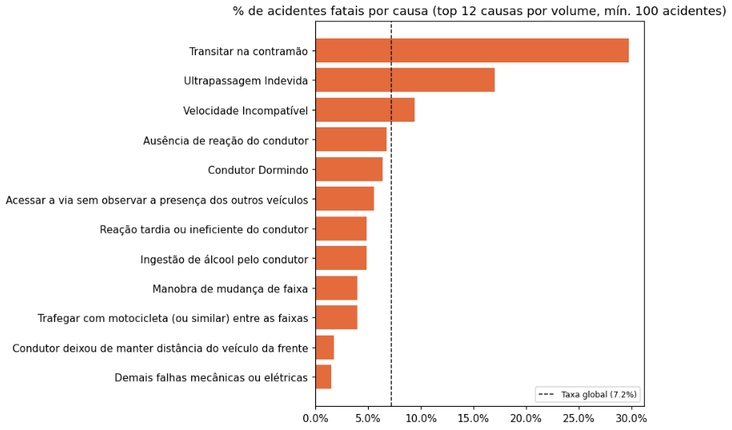 % de acidentes fatais por causa (top 12 causas por volume, mín. 100 acidentes)
Transitar na contramão
Ultrapassagem Indevida
Velocidade Incompatível
Ausência de reação do condutor
Condutor Dormindo
Acessar a via sem observar a presença dos outros veículos
Reação tardia ou ineficiente do condutor
Ingestão de álcool pelo condutor
Manobra de mudança de faixa
Trafegar com motocicleta (ou similar) entre as faixas
Condutor deixou de manter distância do veículo da frente
Demais falhas mecânicas ou elétricas
Taxa global (7.2%)
0.0% 5.0% 10.0% 15.0% 20.0% 25.0% 30.0%